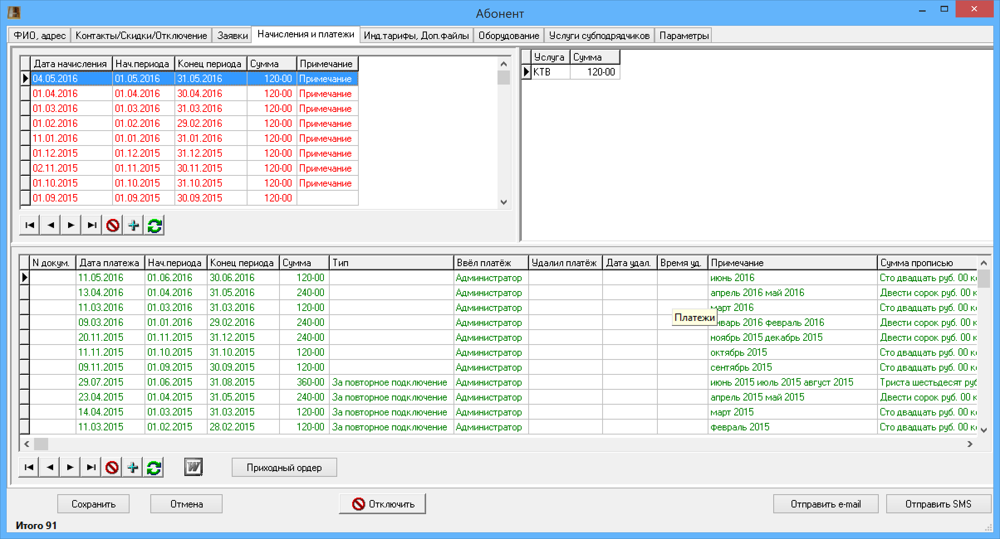 Абонент
ФИО, адрес Контакты/Скидки/Отключение Заявки Начисления и платежи Инд.тарифы, Доп.файлы Оборудование Услуги субподрядчиков Параметры
Дата начисления Нач.периода Конец периода Сумма Примечание
04.05.2016 01.05.2016 31.05.2016 120-00 Примечание
01.04.2016 01.04.2016 30.04.2016 120-00 Примечание
01.03.2016 01.03.2016 31.03.2016 120-00 Примечание
01.02.2016 01.02.2016 29.02.2016 120-00 Примечание
11.01.2016 01.01.2016 31.01.2016 120-00 Примечание
01.12.2015 01.12.2015 31.12.2015 120-00 Примечание
02.11.2015 01.11.2015 30.11.2015 120-00 Примечание
01.10.2015 01.10.2015 31.10.2015 120-00 Примечание
01.09.2015 01.09.2015 30.09.2015 120-00
Услуга Сумма
КТВ 120-00
N докум. Дата платежа Нач.периода Конец периода Сумма Тип Ввёл платёж Удалил платёж Дата удал. Время уд. Примечание Сумма прописью
11.05.2016 01.06.2016 30.06.2016 120-00 Администратор июнь 2016 Сто двадцать руб. 00 к
13.04.2016 01.04.2016 31.05.2016 240-00 Администратор апрель 2016 май 2016 Двести сорок руб. 00 к
11.03.2016 01.03.2016 31.03.2016 120-00 Администратор март 2016 Сто двадцать руб. 00 к
09.03.2016 01.01.2016 29.02.2016 240-00 Администратор нварь 2016 февраль 2016 Двести сорок руб. 00 к
Платежи
20.11.2015 01.11.2015 31.12.2015 240-00 Администратор ноябрь 2015 декабрь 2015 Двести сорок руб. 00 к
11.11.2015 01.10.2015 31.10.2015 120-00 Администратор октябрь 2015 Сто двадцать руб. 00 к
09.11.2015 01.09.2015 30.09.2015 120-00 Администратор сентябрь 2015 Сто двадцать руб. 00 к
29.07.2015 01.06.2015 31.08.2015 360-00 За повторное подключение Администратор июнь 2015 июль 2015 август 2015 Триста шестьдесят руб
23.04.2015 01.04.2015 31.05.2015 240-00 За повторное подключение Администратор апрель 2015 май 2015 Двести сорок руб. 00 к
14.04.2015 01.03.2015 31.03.2015 120-00 За повторное подключение Администратор март 2015 Сто двадцать руб. 00 к
11.03.2015 01.02.2015 28.02.2015 120-00 За повторное подключение Администратор февраль 2015 Сто двадцать руб. 00 к
W Приходный ордер
Сохранить Отмена Отключить Отправить e-mail Отправить SMS
Итого 91